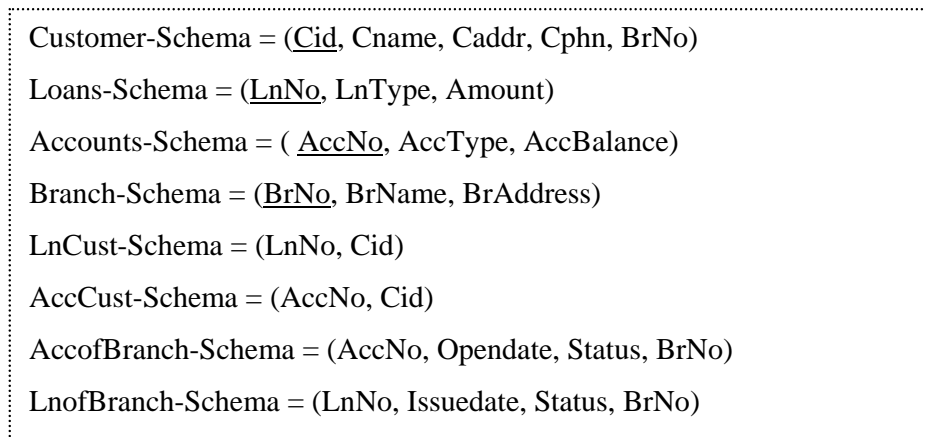 Customer-Schema = (Cid, Cname, Caddr, Cphn, BrNo)
Loans-Schema = (LnNo, LnType, Amount)
Accounts-Schema = ( AccNo, AccType, AccBalance)
Branch-Schema = (BrNo, BrName, BrAddress)
LnCust-Schema = (LnNo, Cid)
AccCust-Schema = (AccNo, Cid)
AccofBranch-Schema = (AccNo, Opendate, Status, BrNo)
LnofBranch-Schema = (LnNo, Issuedate, Status, BrNo)